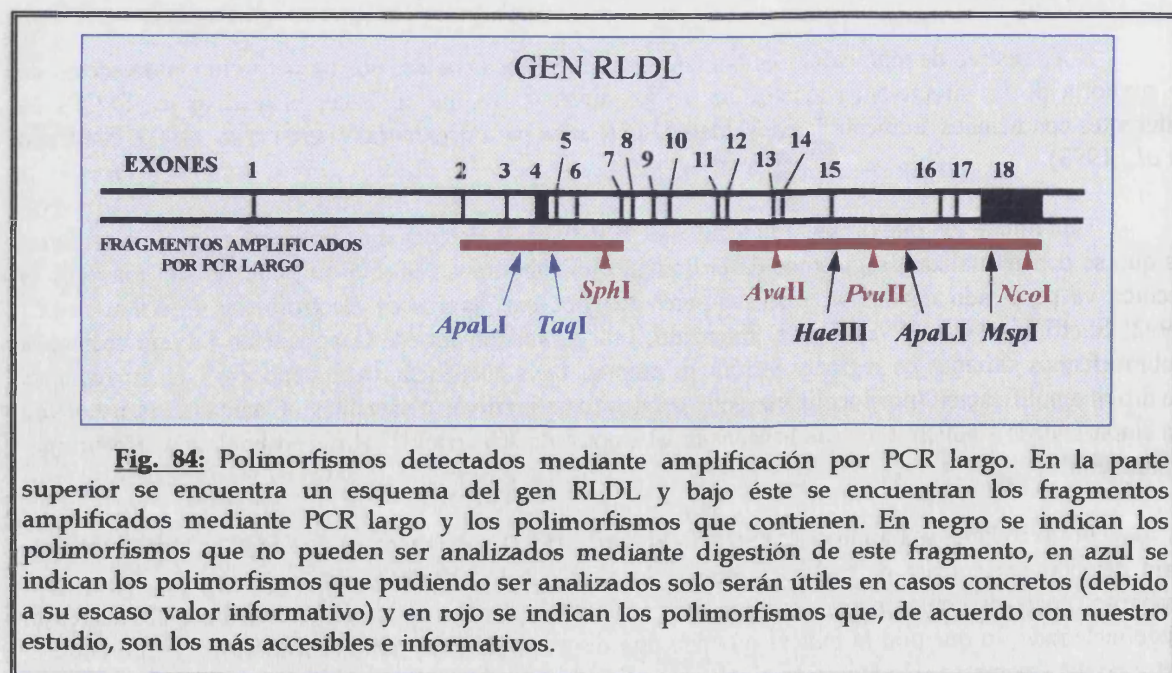 GEN RLDL
EXONES 1 2 3 4 5 6 7 8 9 10 11 12 13 14 15 16 17 18
FRAGMENTOS AMPLIFICADOS
POR PCR LARGO
SphI AvaII PvuII NcoI
ApaLI TaqI HaeIII ApaLI MspI
Fig. 84: Polimorfismos detectados mediante amplificación por PCR largo. En la parte
superior se encuentra un esquema del gen RLDL y bajo éste se encuentran los fragmentos
amplificados mediante PCR largo y los polimorfismos que contienen. En negro se indican los
polimorfismos que no pueden ser analizados mediante digestión de este fragmento, en azul se
indican los polimorfismos que pudiendo ser analizados solo serán útiles en casos concretos (debido
a su escaso valor informativo) y en rojo se indican los polimorfismos que, de acuerdo con nuestro
estudio, son los más accesibles e informativos.